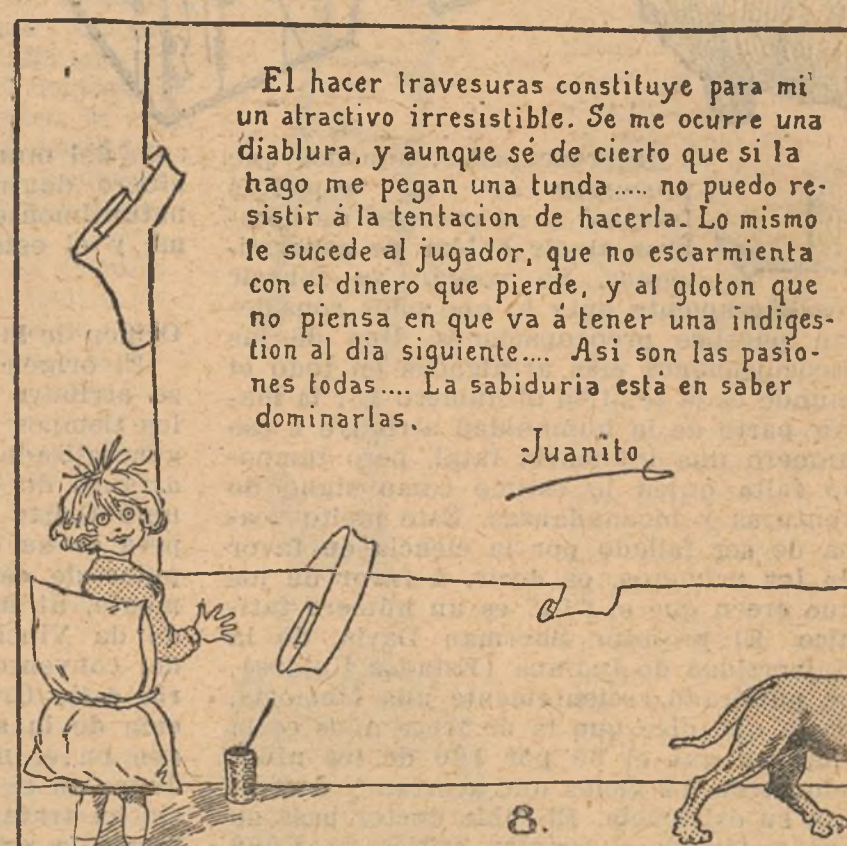 El hacer travesuras constituye para mi
un atractivo irresistible. Se me ocurre una
diablura, y aunque sé de cierto que si la
hago me pegan una tunda..... no puedo re-
sistir á la tentacion de hacerla. Lo mismo
le sucede al jugador, que no escarmienta
con el dinero que pierde, y al gloton que
no piensa en que va á tener una indiges-
tion al dia siguiente.... Asi son las pasio-
nes todas.... La sabiduria está en saber
dominarlas.
Juanito
8.